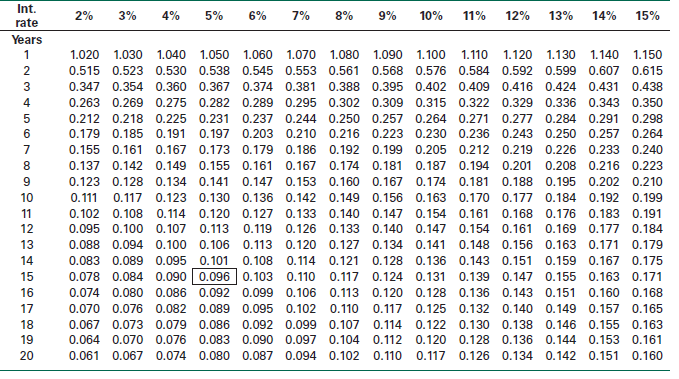 Int.
rate 2% 3% 4% 5% 6% 7% 8% 9% 10% 11% 12% 13% 14% 15%
Years
1 1.020 1.030 1.040 1.050 1.060 1.070 1.080 1.090 1.100 1.110 1.120 1.130 1.140 1.150
2 0.515 0.523 0.530 0.538 0.545 0.553 0.561 0.568 0.576 0.584 0.592 0.599 0.607 0.615
3 0.347 0.354 0.360 0.367 0.374 0.381 0.388 0.395 0.402 0.409 0.416 0.424 0.431 0.438
4 0.263 0.269 0.275 0.282 0.289 0.295 0.302 0.309 0.315 0.322 0.329 0.336 0.343 0.350
5 0.212 0.218 0.225 0.231 0.237 0.244 0.250 0.257 0.264 0.271 0.277 0.284 0.291 0.298
6 0.179 0.185 0.191 0.197 0.203 0.210 0.216 0.223 0.230 0.236 0.243 0.250 0.257 0.264
7 0.155 0.161 0.167 0.173 0.179 0.186 0.192 0.199 0.205 0.212 0.219 0.226 0.233 0.240
8 0.137 0.142 0.149 0.155 0.161 0.167 0.174 0.181 0.187 0.194 0.201 0.208 0.216 0.223
9 0.123 0.128 0.134 0.141 0.147 0.153 0.160 0.167 0.174 0.181 0.188 0.195 0.202 0.210
10 0.111 0.117 0.123 0.130 0.136 0.142 0.149 0.156 0.163 0.170 0.177 0.184 0.192 0.199
11 0.102 0.108 0.114 0.120 0.127 0.133 0.140 0.147 0.154 0.161 0.168 0.176 0.183 0.191
12 0.095 0.100 0.107 0.113 0.119 0.126 0.133 0.140 0.147 0.154 0.161 0.169 0.177 0.184
13 0.088 0.094 0.100 0.106 0.113 0.120 0.127 0.134 0.141 0.148 0.156 0.163 0.171 0.179
14 0.083 0.089 0.095 0.101 0.108 0.114 0.121 0.128 0.136 0.143 0.151 0.159 0.167 0.175
15 0.078 0.084 0.090 0.096 0.103 0.110 0.117 0.124 0.131 0.139 0.147 0.155 0.163 0.171
16 0.074 0.080 0.086 0.092 0.099 0.106 0.113 0.120 0.128 0.136 0.143 0.151 0.160 0.168
17 0.070 0.076 0.082 0.089 0.095 0.102 0.110 0.117 0.125 0.132 0.140 0.149 0.157 0.165
18 0.067 0.073 0.079 0.086 0.092 0.099 0.107 0.114 0.122 0.130 0.138 0.146 0.155 0.163
19 0.064 0.070 0.076 0.083 0.090 0.097 0.104 0.112 0.120 0.128 0.136 0.144 0.153 0.161
20 0.061 0.067 0.074 0.080 0.087 0.094 0.102 0.110 0.117 0.126 0.134 0.142 0.151 0.160